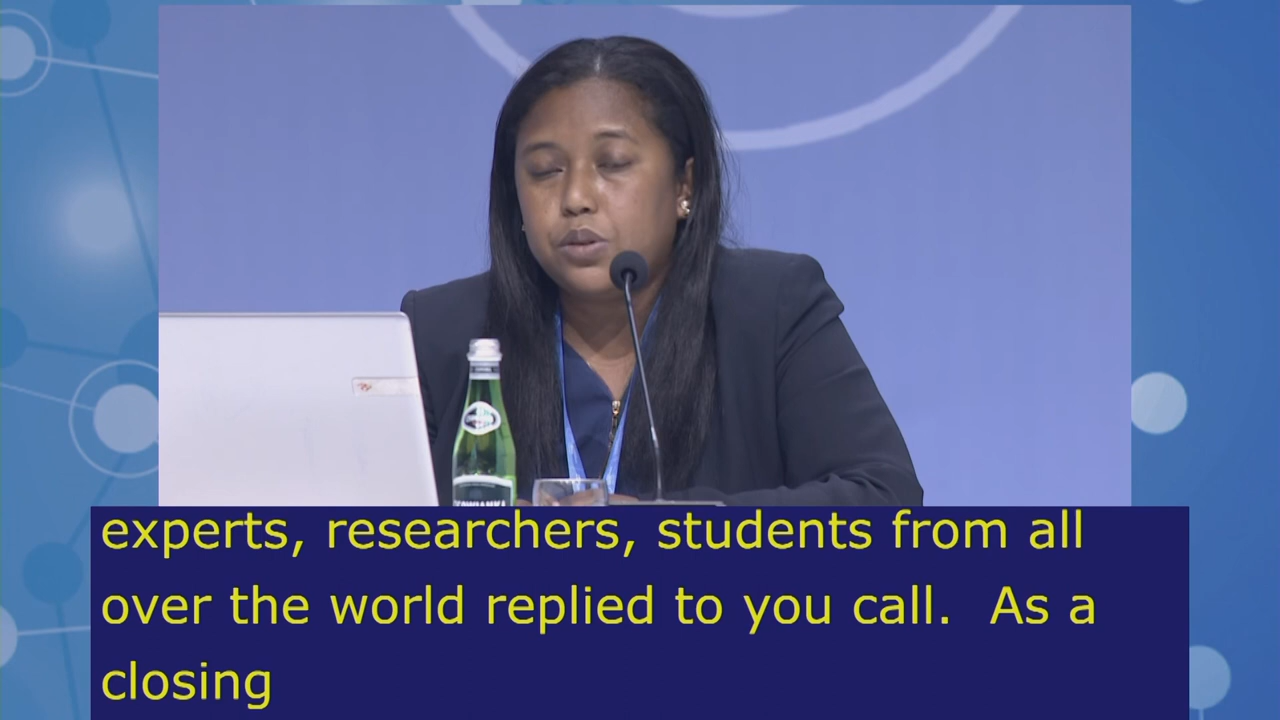 experts, researchers, students from all
over the world replied to you call.  As a
closing